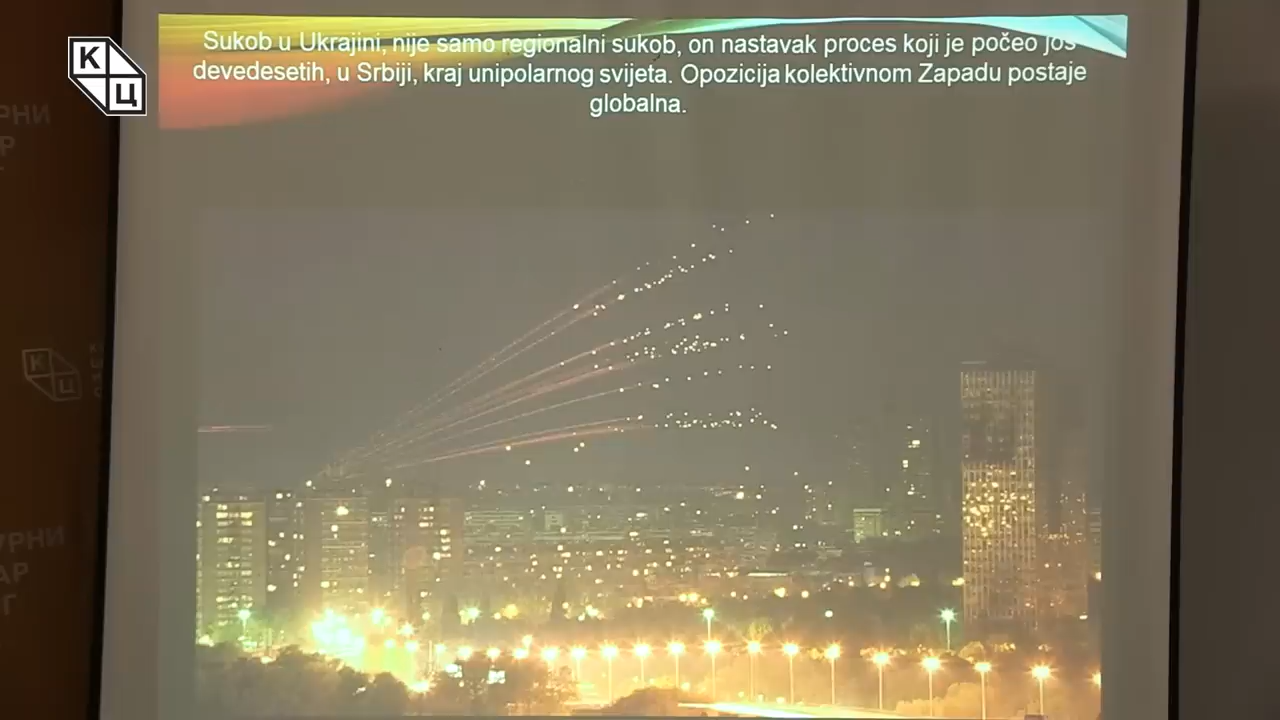 К
Ц
Sukob u Ukrajini, nije samo regionalni sukob, on nastavak proces koji je počeo još
devedesetih, u Srbiji, kraj unipolarnog svijeta. Opozicija kolektivnom Zapadu postaje
globalna.
К
Ц